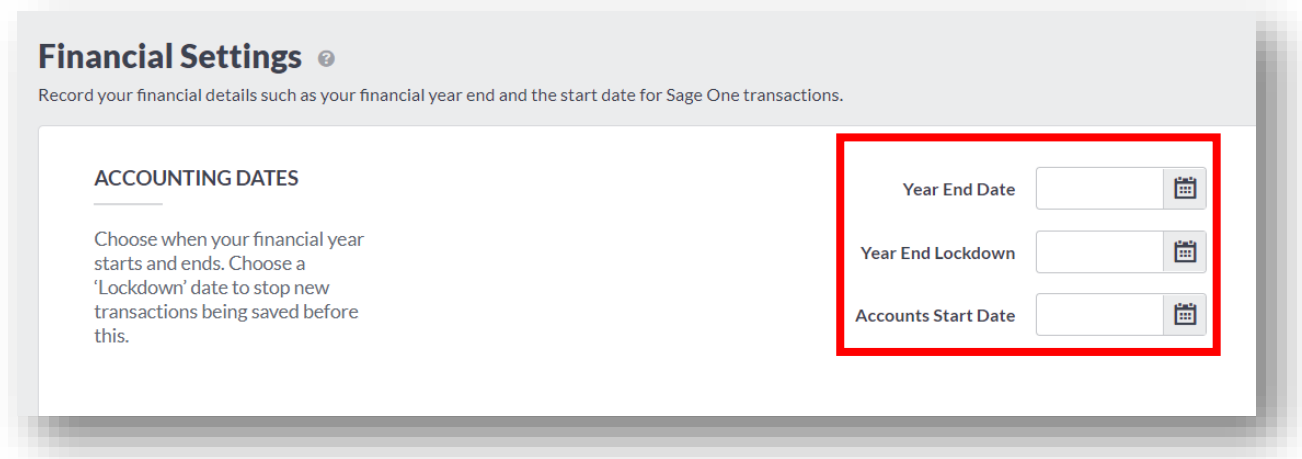 Financial Settings ?
Record your financial details such as your financial year end and the start date for Sage One transactions.
ACCOUNTING DATES
Choose when your financial year
starts and ends. Choose a
‘Lockdown’ date to stop new
transactions being saved before
this.
Year End Date
Year End Lockdown
Accounts Start Date